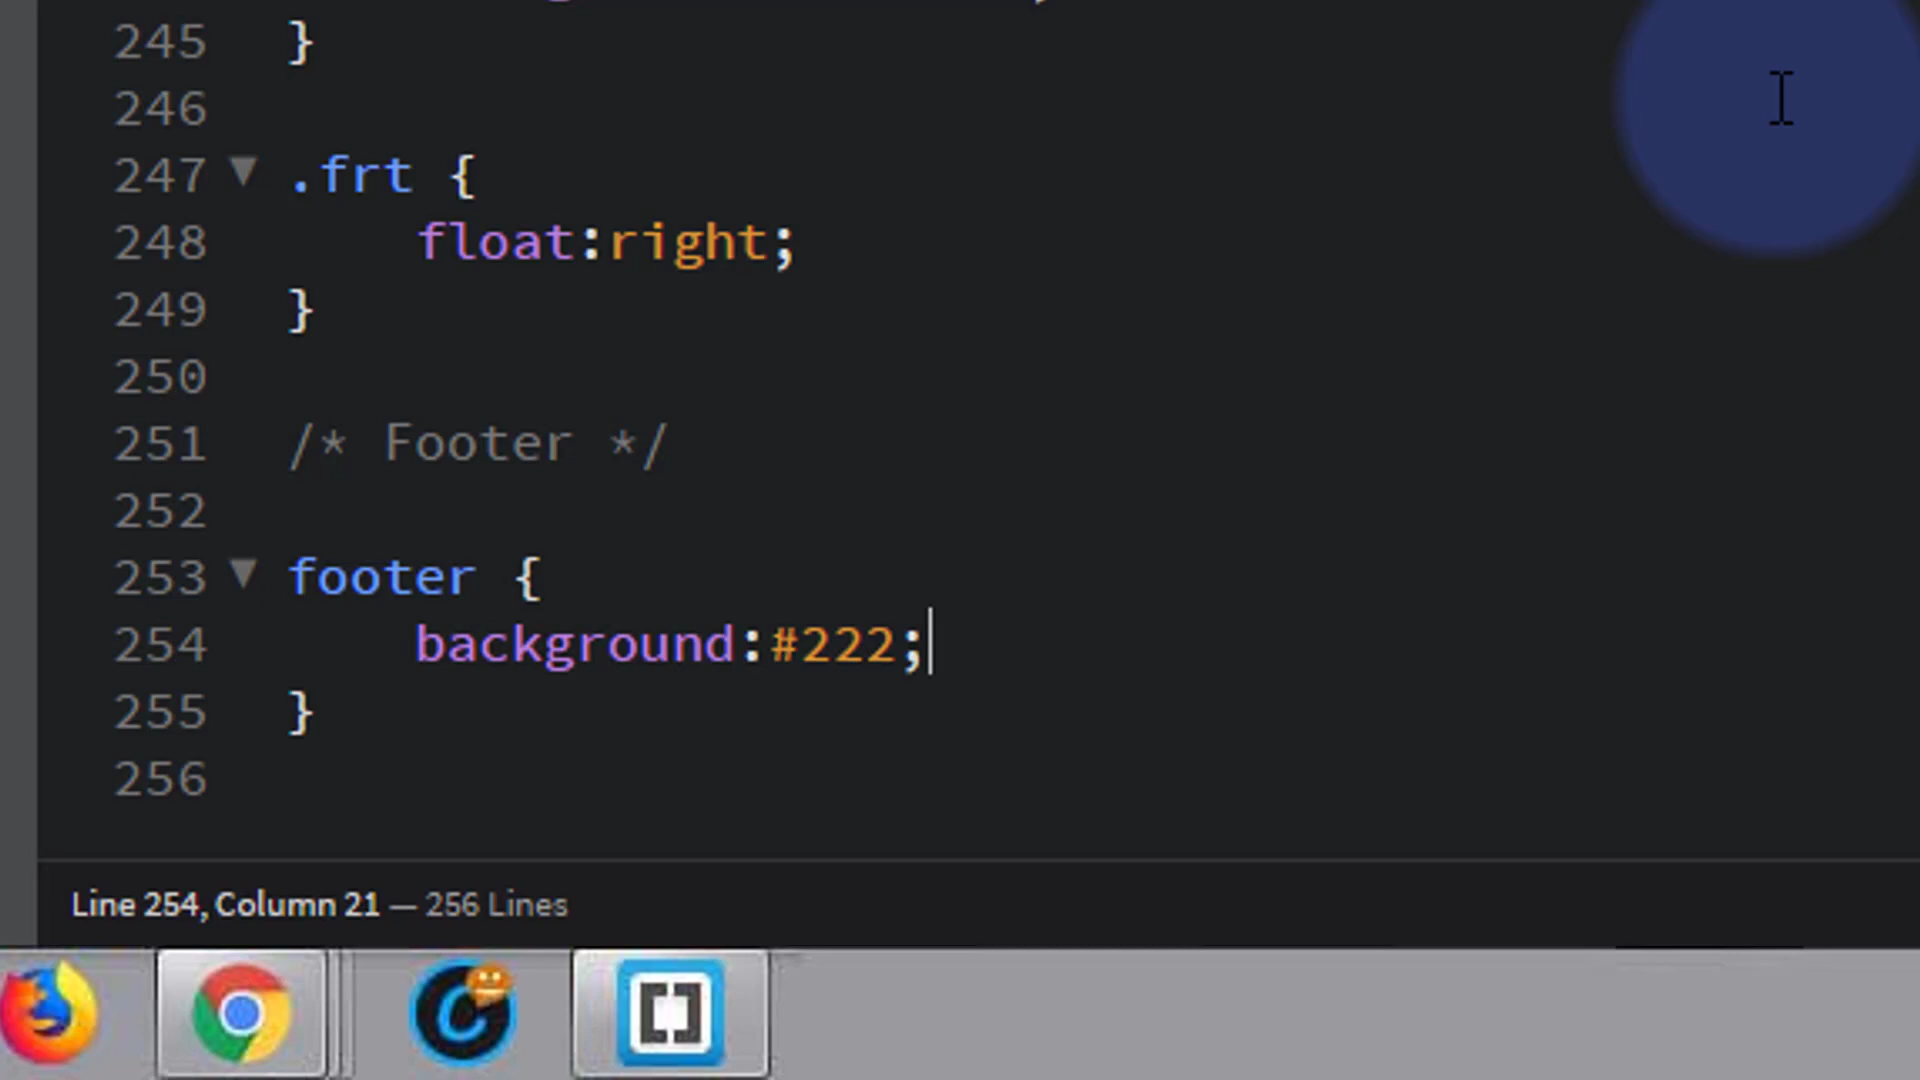 245 }
246
247 ▼ .frt {
248 float:right;
249 }
250
251 /* Footer */
252
253 ▼ footer {
254 background:#222;
255 }
256
Line 254, Column 21 — 256 Lines